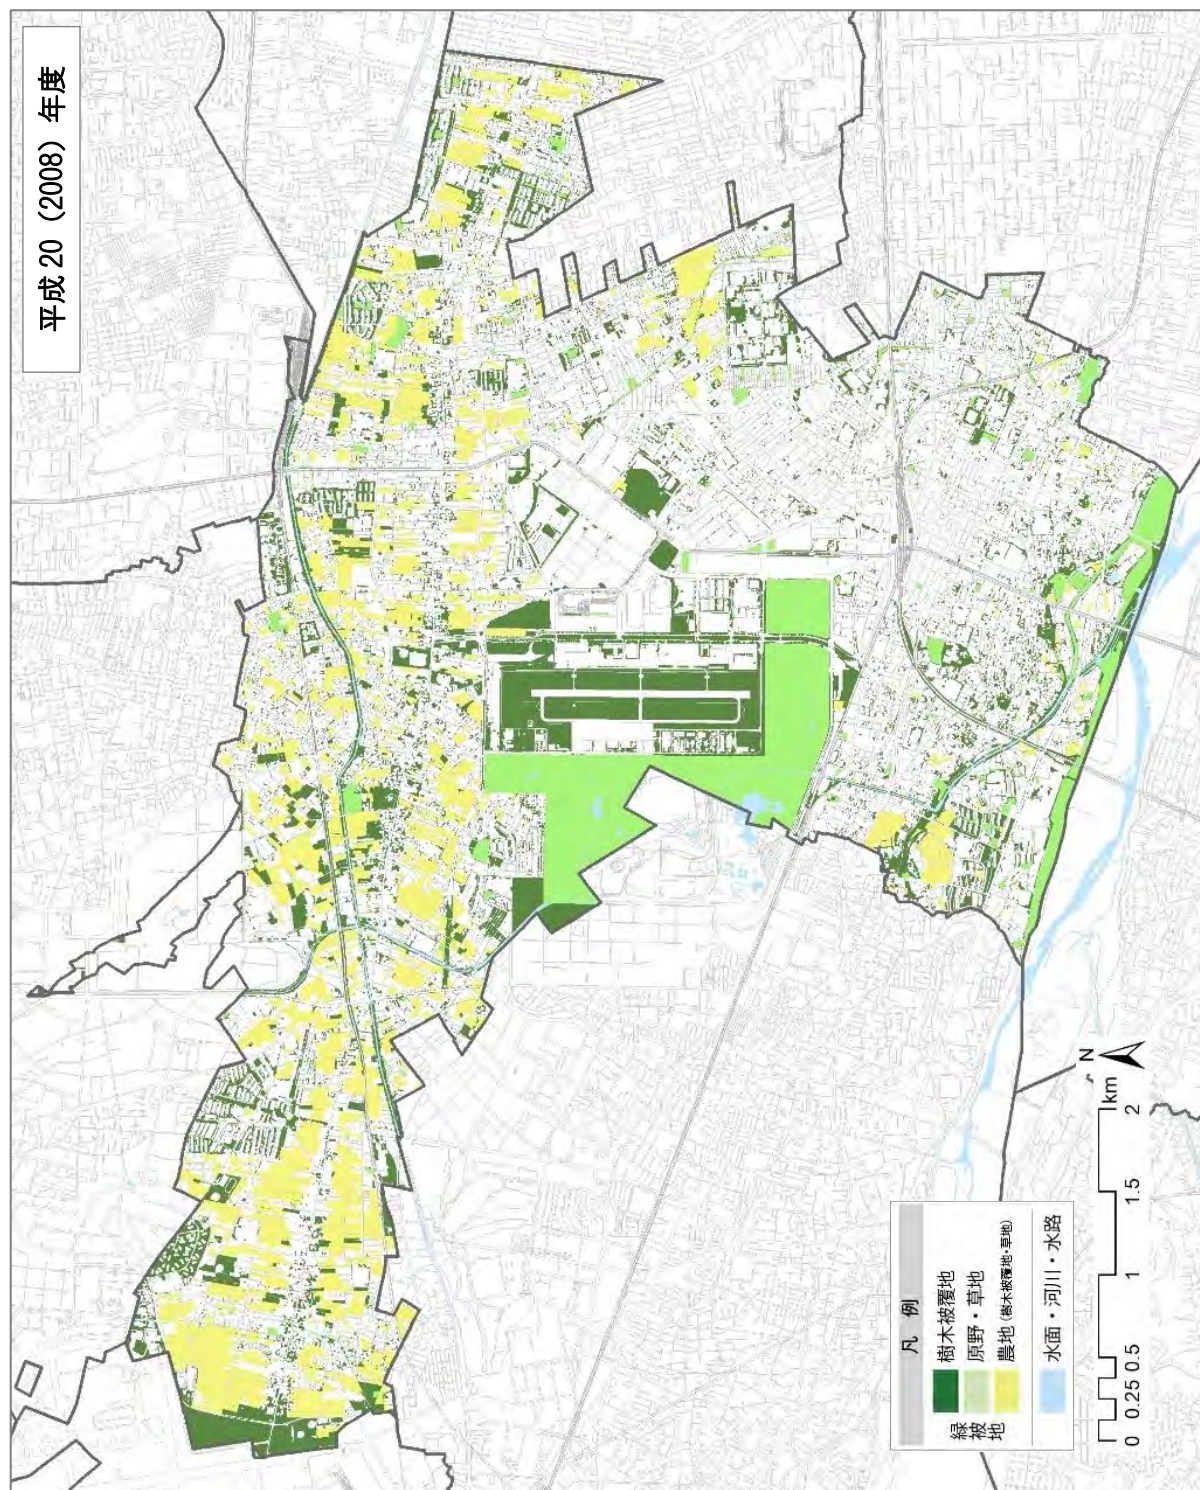 平成 20 (2008) 年度
凡 例
緑被地
樹木被覆地
原野・草地
農地(樹木被覆地・草地)
水面・河川・水路
N
0 0.25 0.5 1 1.5 2
km